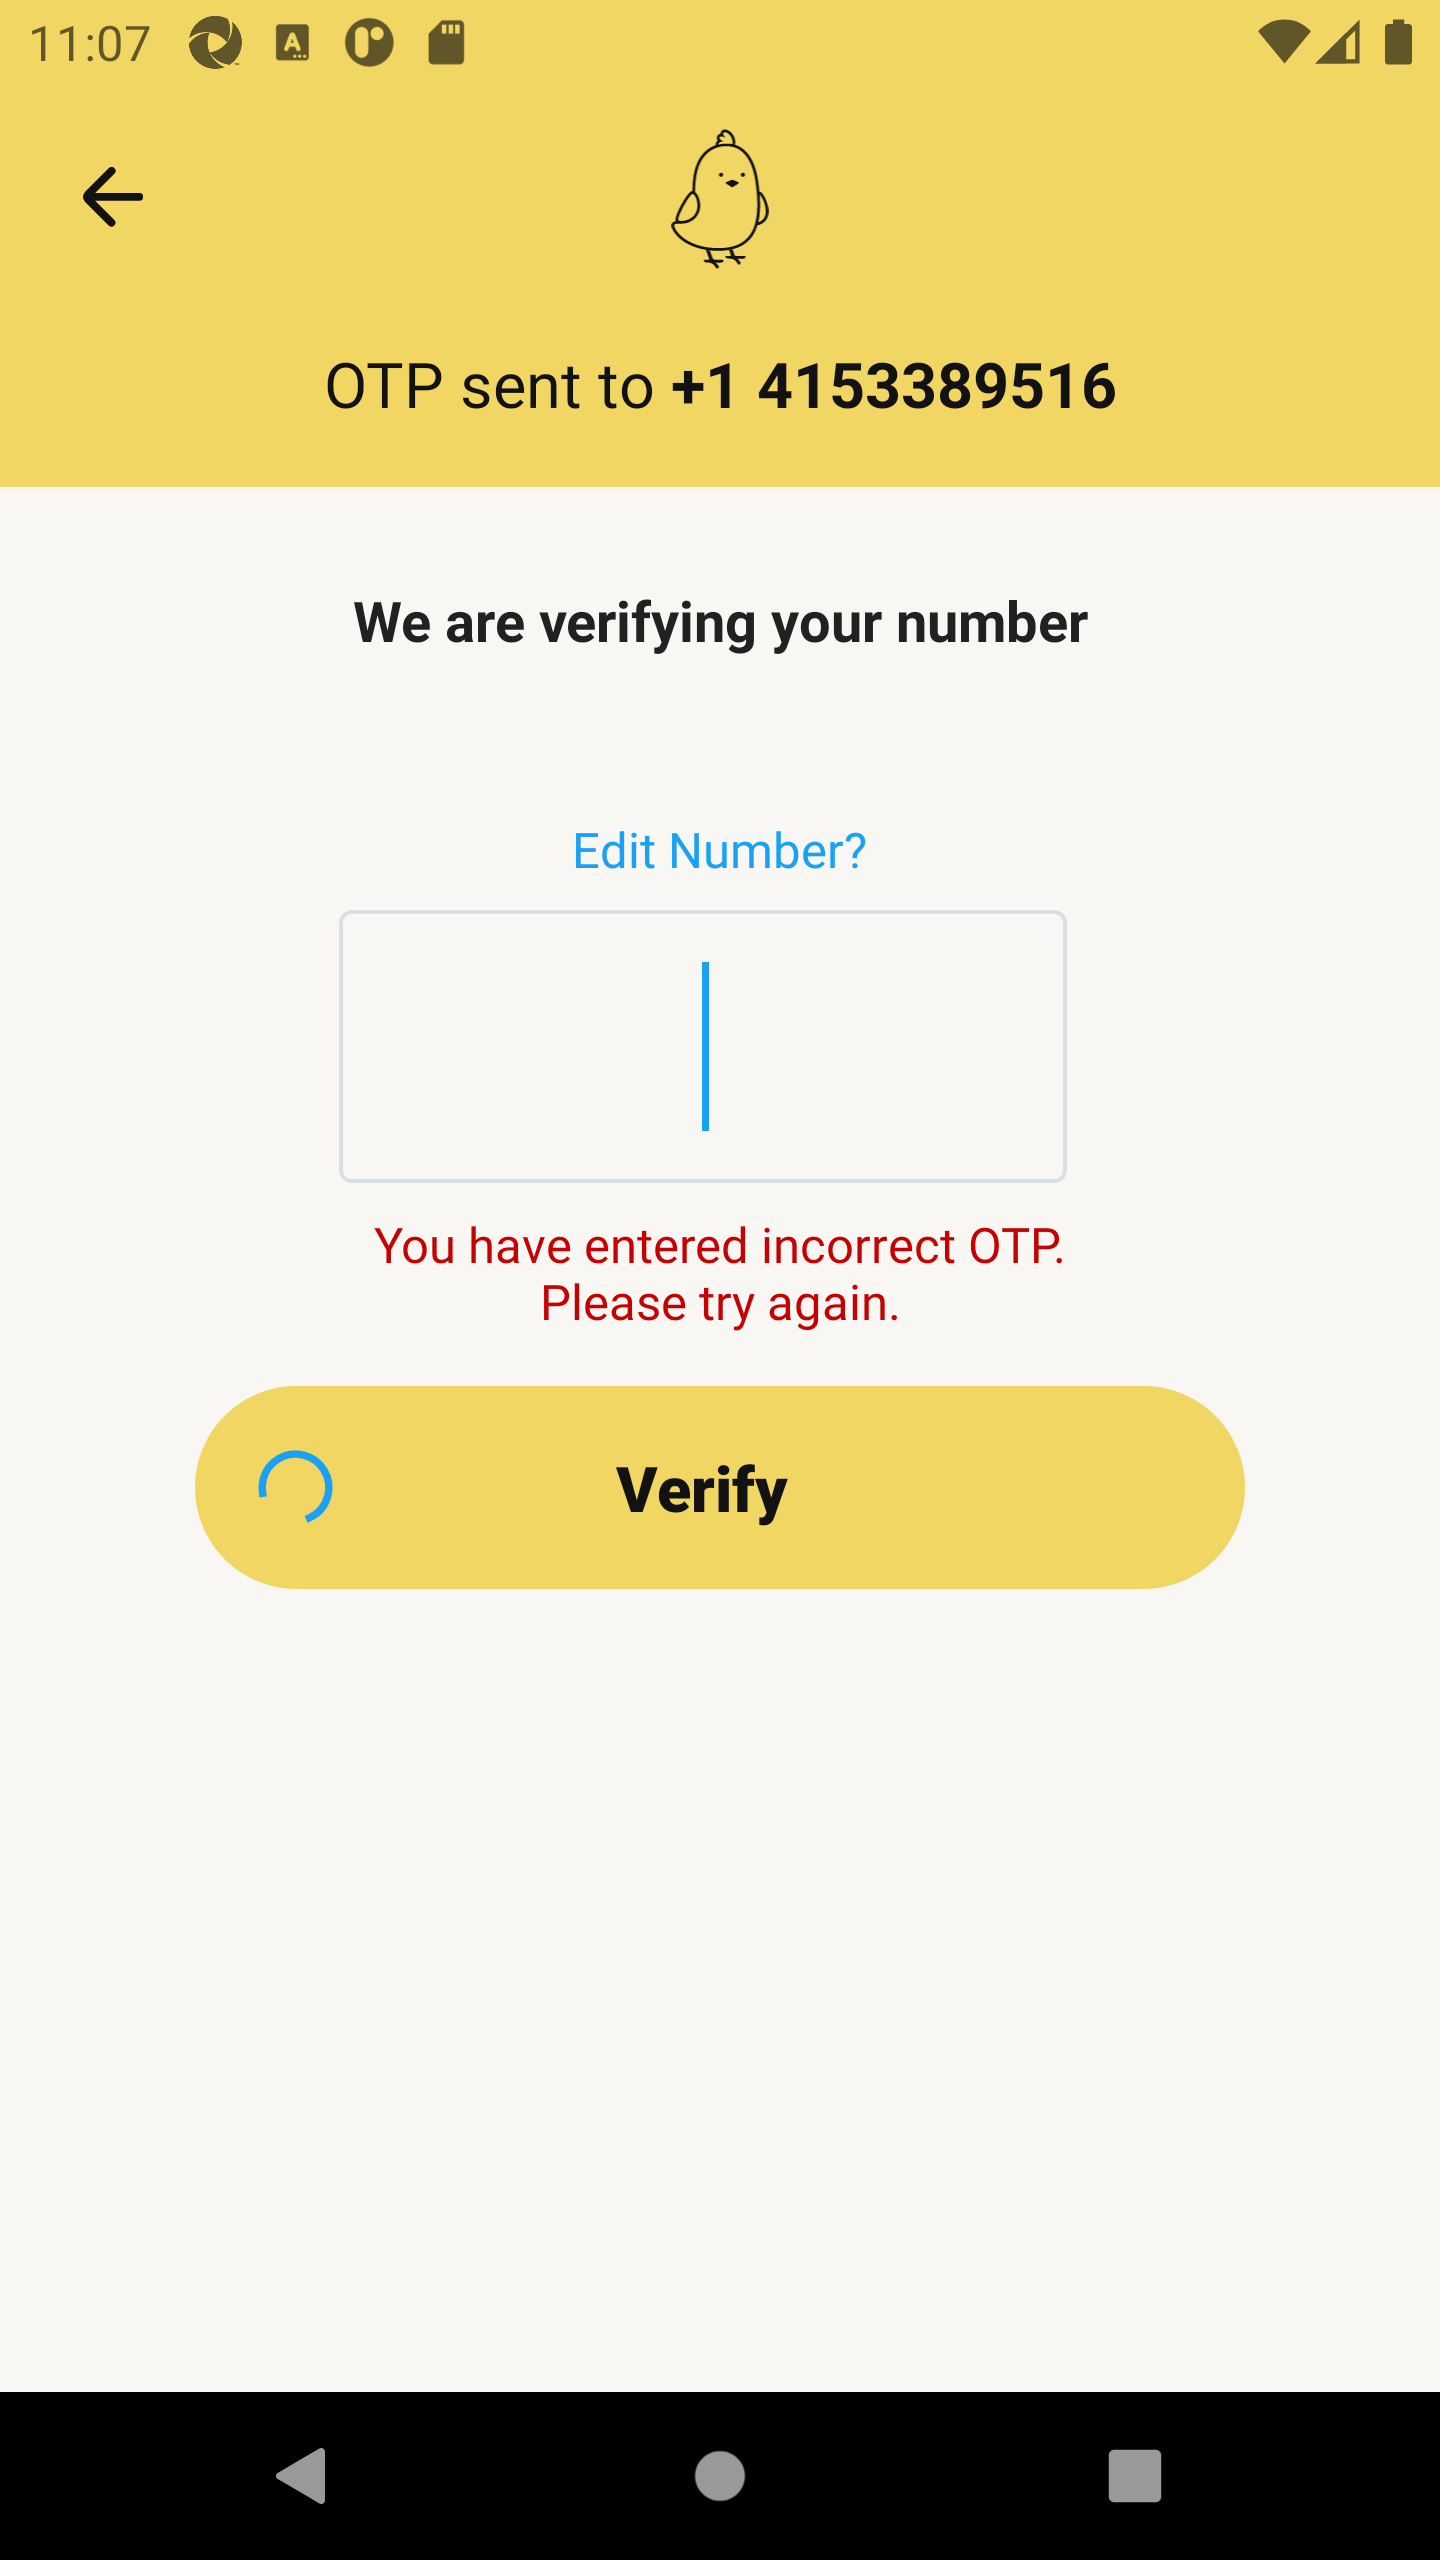 11:07
OTP sent to +1 4153389516
We are verifying your number
Edit Number?
You have entered incorrect OTP.
Please try again.
Verify